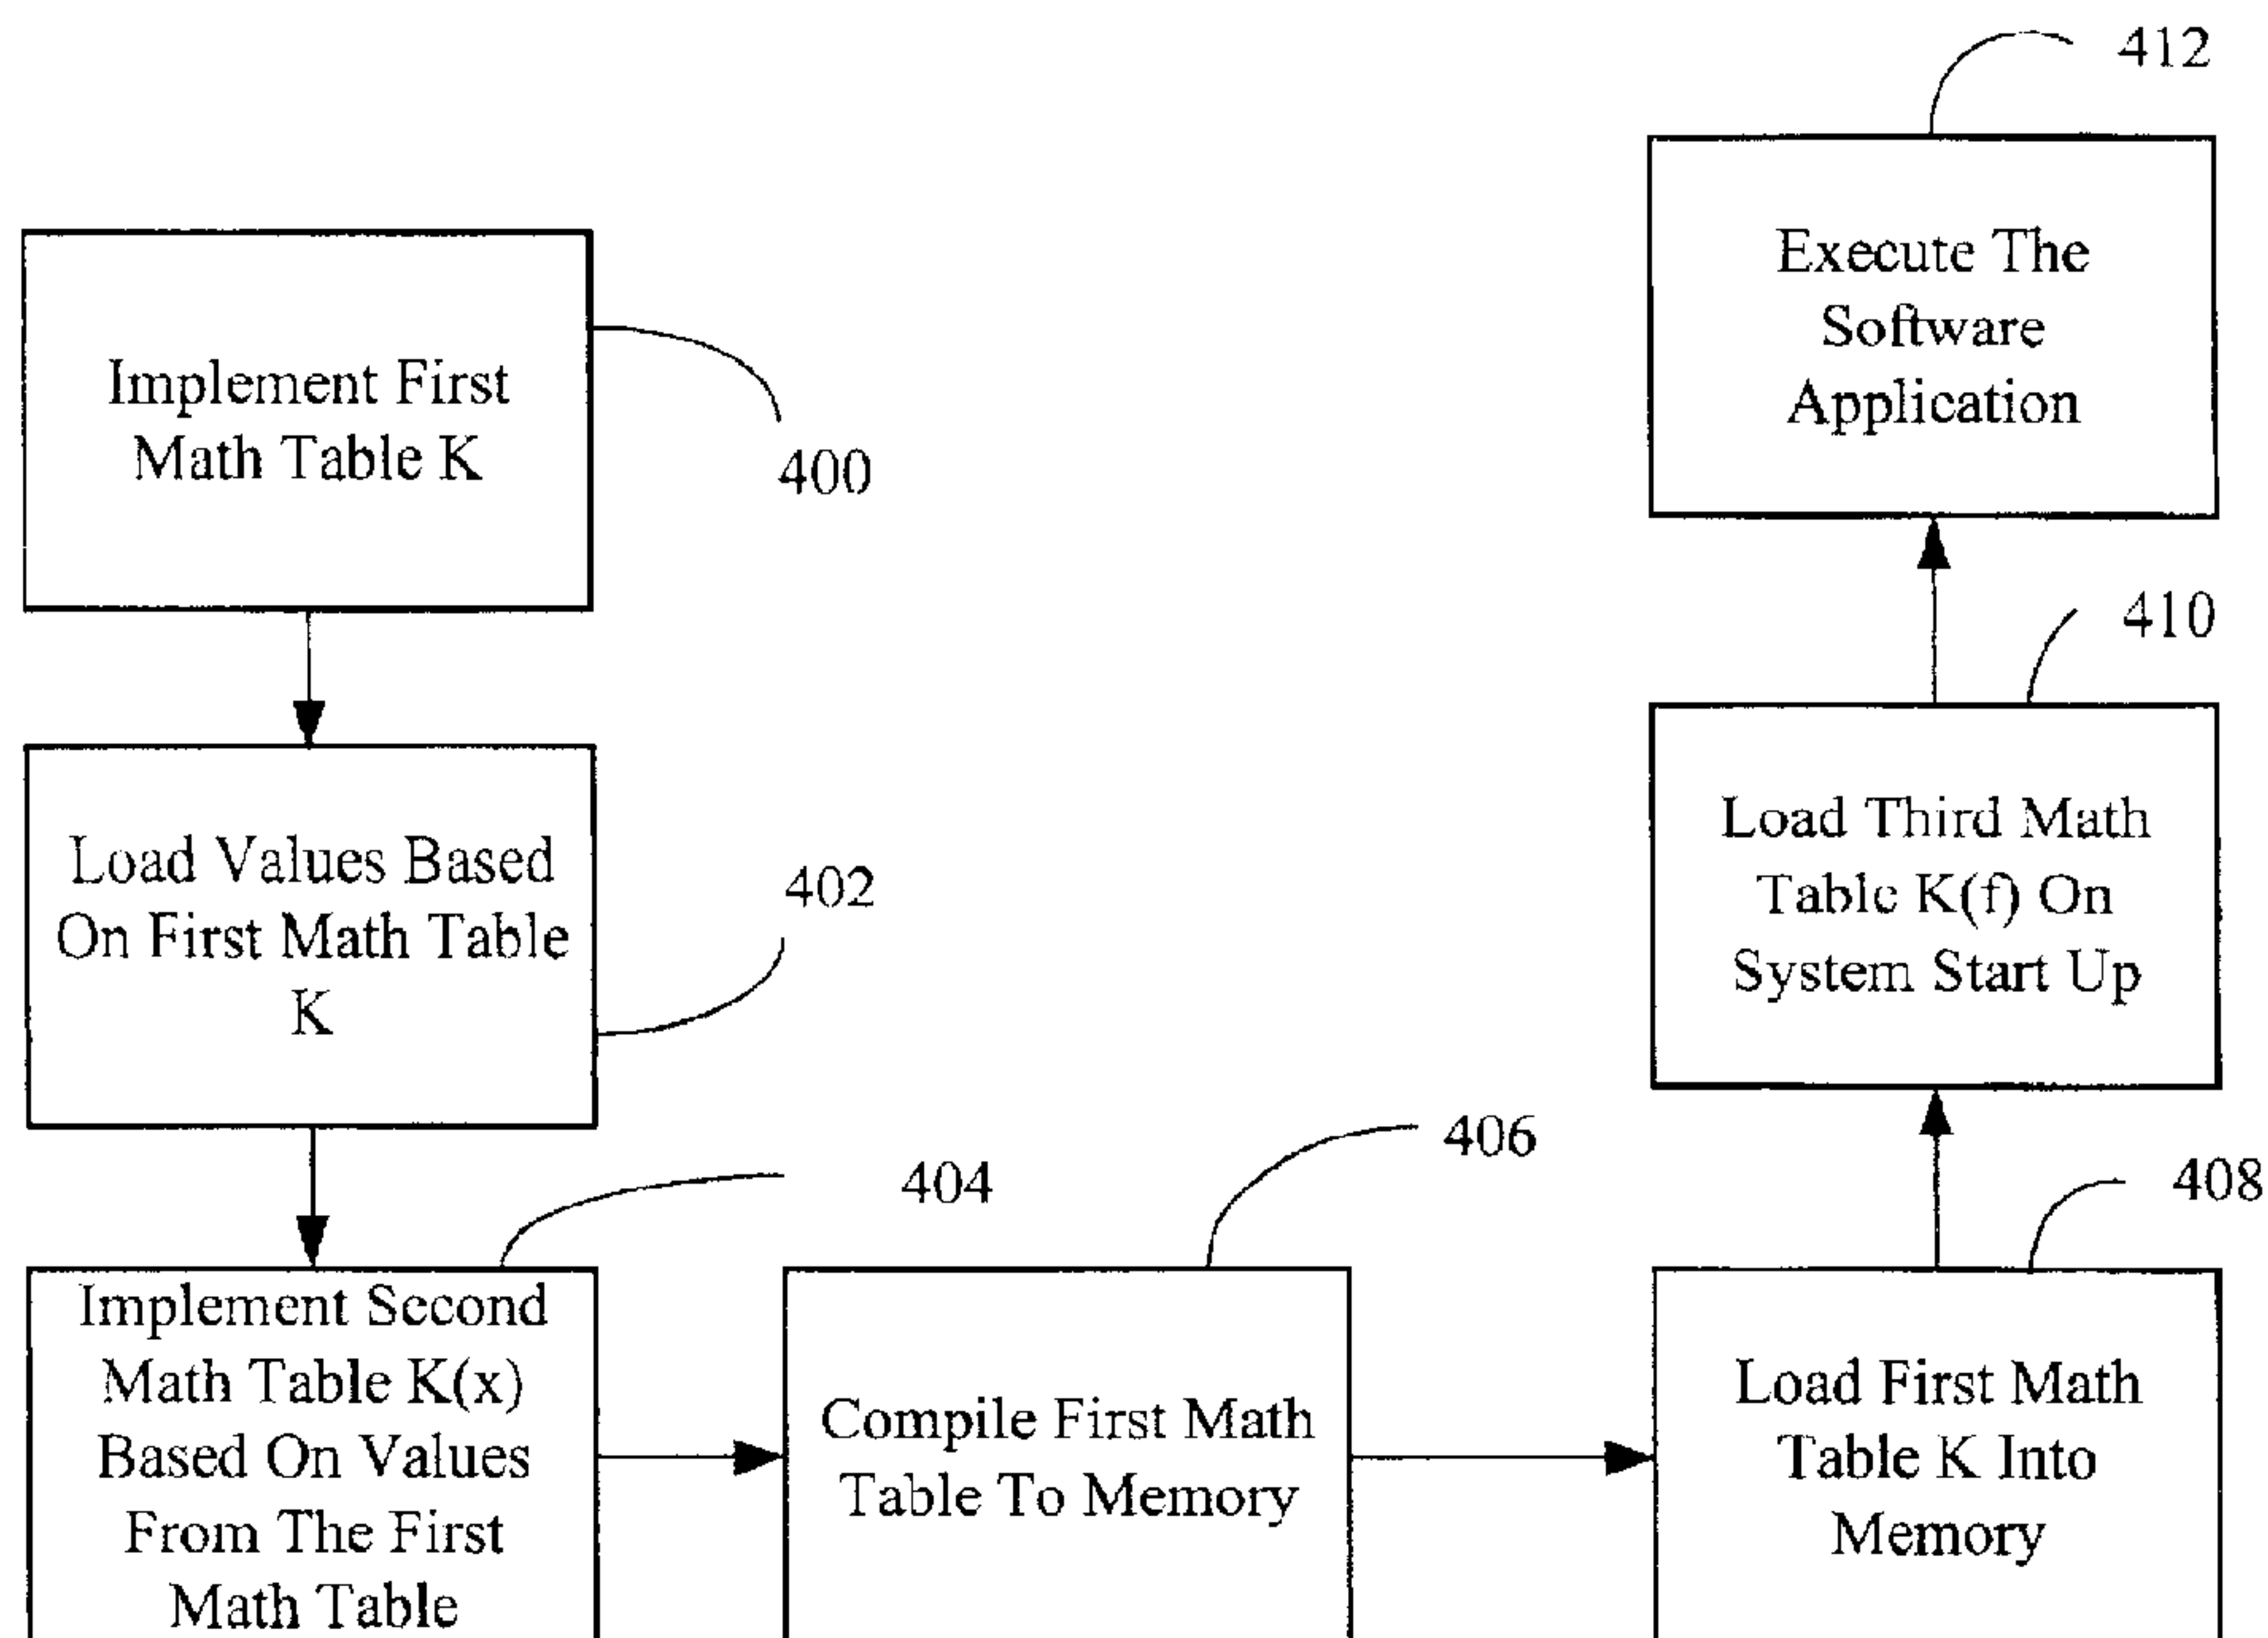 Implement First
Math Table K
400
Load Values Based
On First Math Table
K
402
Implement Second
Math Table K(x)
Based On Values
From The First
Math Table
404
Compile First Math
Table To Memory
406
Load First Math
Table K Into
Memory
408
Load Third Math
Table K(f) On
System Start Up
410
Execute The
Software
Application
412